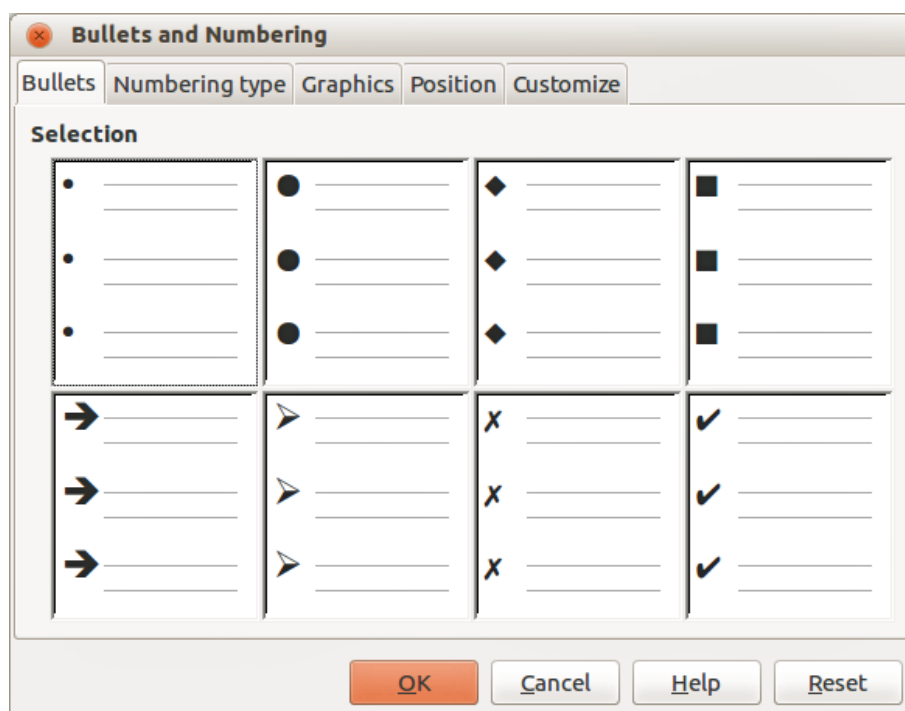 Bullets and Numbering
Bullets Numbering type Graphics Position Customize
Selection
OK Cancel Help Reset